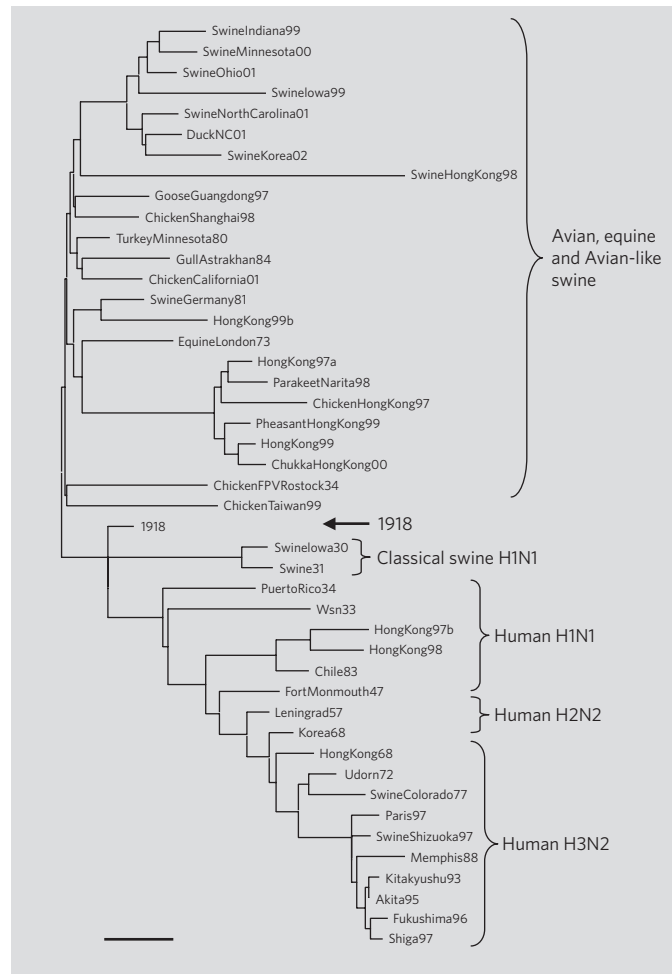 SwineIndiana99
SwineMinnesota00
SwineOhio01
SwineIowa99
SwineNorthCarolina01
DuckNC01
SwineKorea02
SwineHongKong98
GooseGuangdong97
ChickenShanghai98
TurkeyMinnesota80
GullAstrakhan84
ChickenCalifornia01
SwineGermany81
HongKong99b
EquineLondon73
HongKong97a
ParakeetNarita98
ChickenHongKong97
PheasantHongKong99
HongKong99
ChukkaHongKong00
ChickenFPVRostock34
ChickenTaiwan99
Avian, equine
and Avian-like
swine
1918
1918
SwineIowa30
Swine31
Classical swine H1N1
PuertoRico34
Wsn33
HongKong97b
HongKong98
Chile83
FortMonmouth47
Human H1N1
Leningrad57
Korea68
Human H2N2
HongKong68
Udorn72
SwineColorado77
Paris97
SwineShizuoka97
Memphis88
Kitakyushu93
Akita95
Fukushima96
Shiga97
Human H3N2